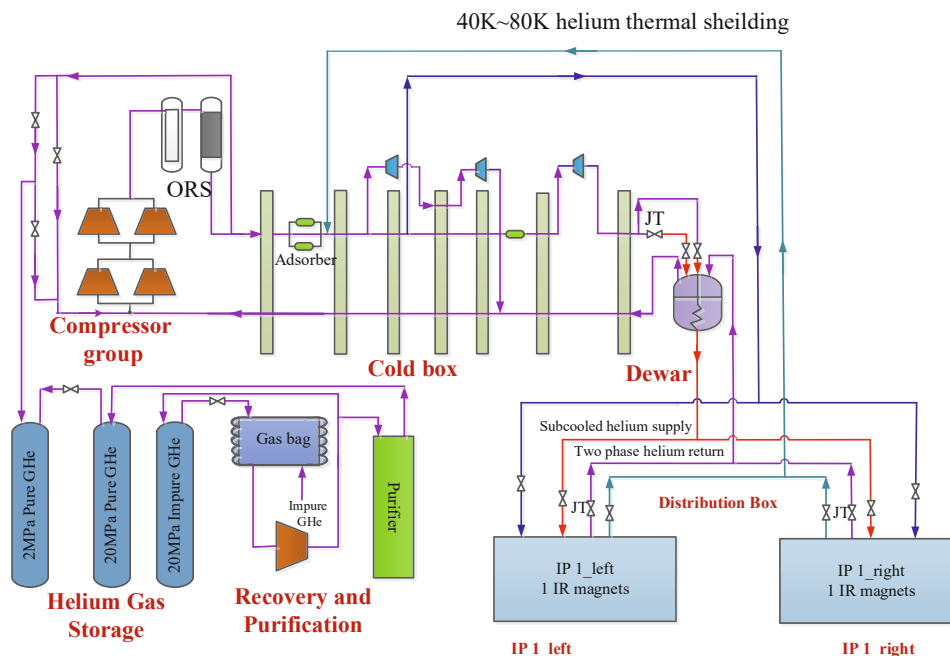 40K~80K helium thermal sheilding
ORS
Adsorber
JT
Compressor
group
Cold box
Dewar
Subcooled helium supply
Two phase helium return
Gas bag
Impure
GHe
Purifier
2MPa Pure GHe
20MPa Pure GHe
20MPa Impure GHe
JT
Distribution Box
JT
IP 1_left
1 IR magnets
IP 1_right
1 IR magnets
Helium Gas
Storage
Recovery and
Purification
IP 1_left
IP 1_right